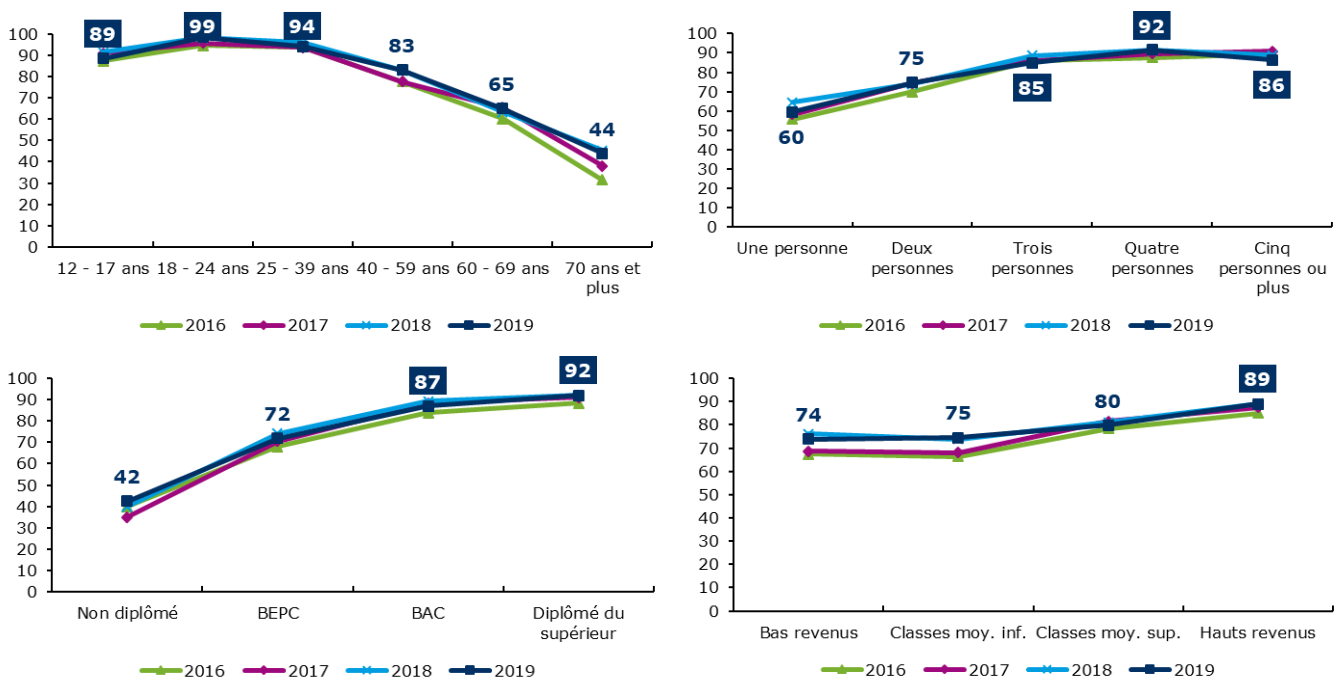 89 99 94 83 65 44
100
90
80
70
60
50
40
30
20
10
0
12 - 17 ans 18 - 24 ans 25 - 39 ans 40 - 59 ans 60 - 69 ans 70 ans et
plus
2016 2017 2018 2019
60 75 85 92 86
100
90
80
70
60
50
40
30
20
10
0
Une personne Deux Trois Quatre Cinq
personnes personnes personnes personnes ou
plus
2016 2017 2018 2019
42 72 87 92
100
90
80
70
60
50
40
30
20
10
0
Non diplômé BEPC BAC Diplômé du
supérieur
2016 2017 2018 2019
74 75 80 89
100
90
80
70
60
50
40
30
20
10
0
Bas revenus Classes moy. inf. Classes moy. sup. Hauts revenus
2016 2017 2018 2019